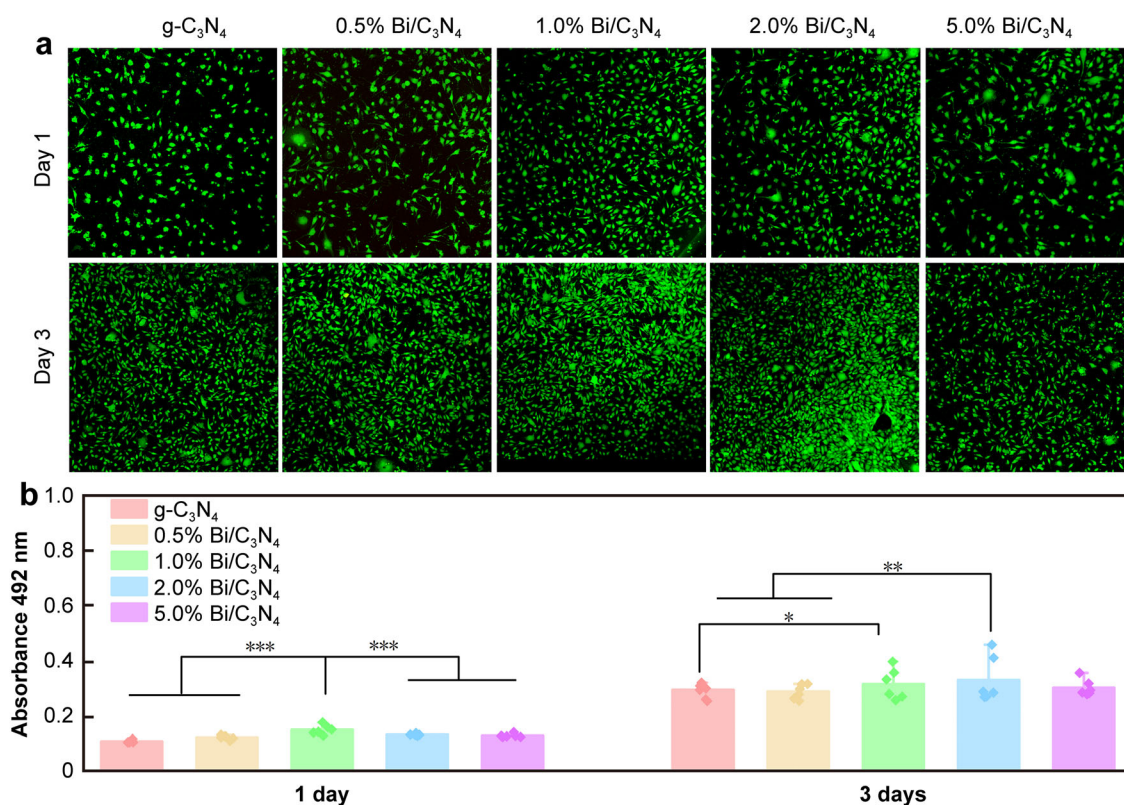 a
g-C₃N₄ 0.5% Bi/C₃N₄ 1.0% Bi/C₃N₄ 2.0% Bi/C₃N₄ 5.0% Bi/C₃N₄
Day 1
Day 3
b
Absorbance 492 nm
1.0
0.8
0.6
0.4
0.2
0
g-C₃N₄
0.5% Bi/C₃N₄
1.0% Bi/C₃N₄
2.0% Bi/C₃N₄
5.0% Bi/C₃N₄
*** ***
**
*
1 day 3 days